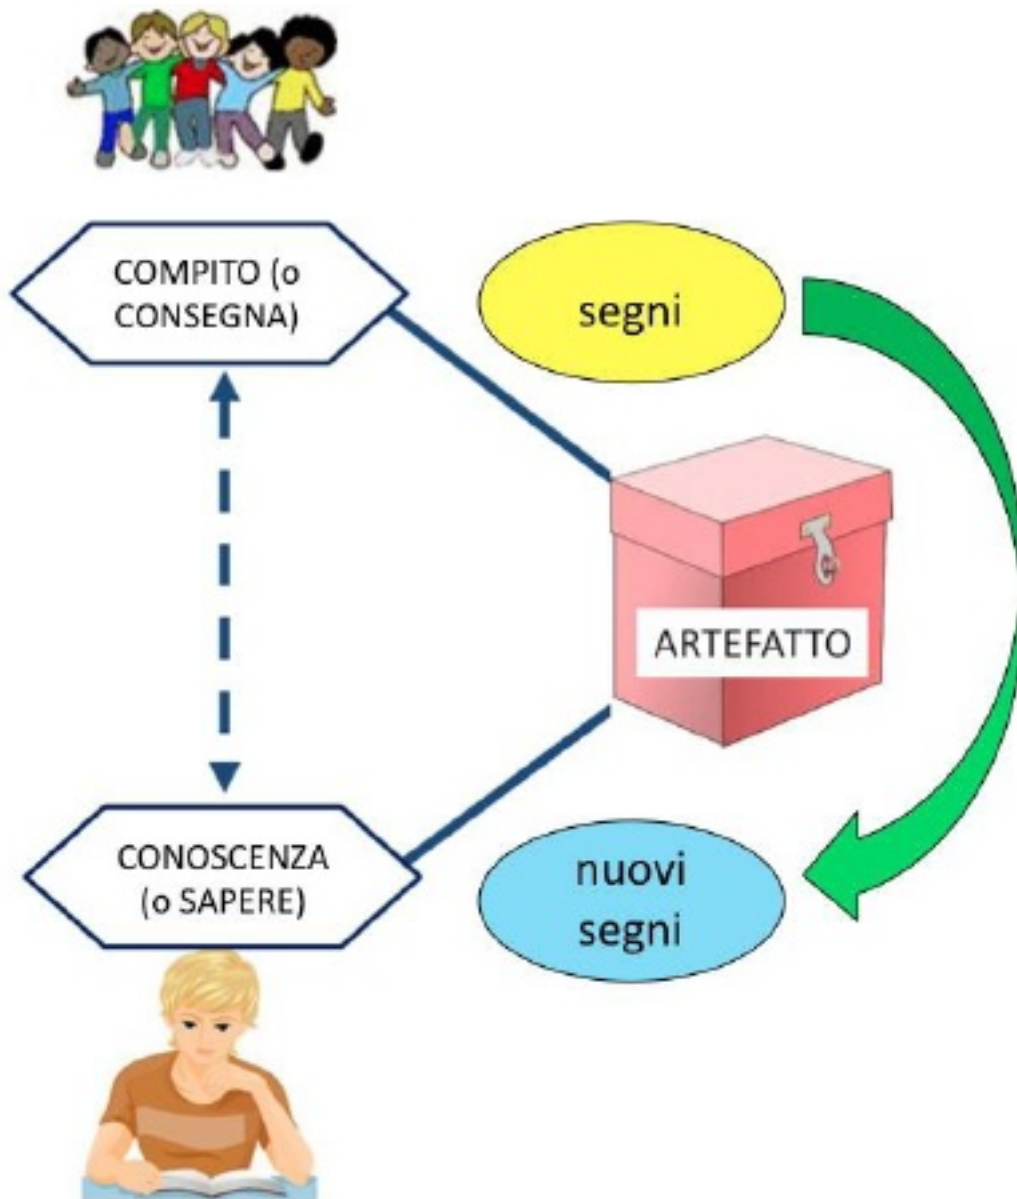 COMPITO (o
CONSEGNA)
segni
ARTEFATTO
CONOSCENZA
(o SAPERE)
nuovi
segni